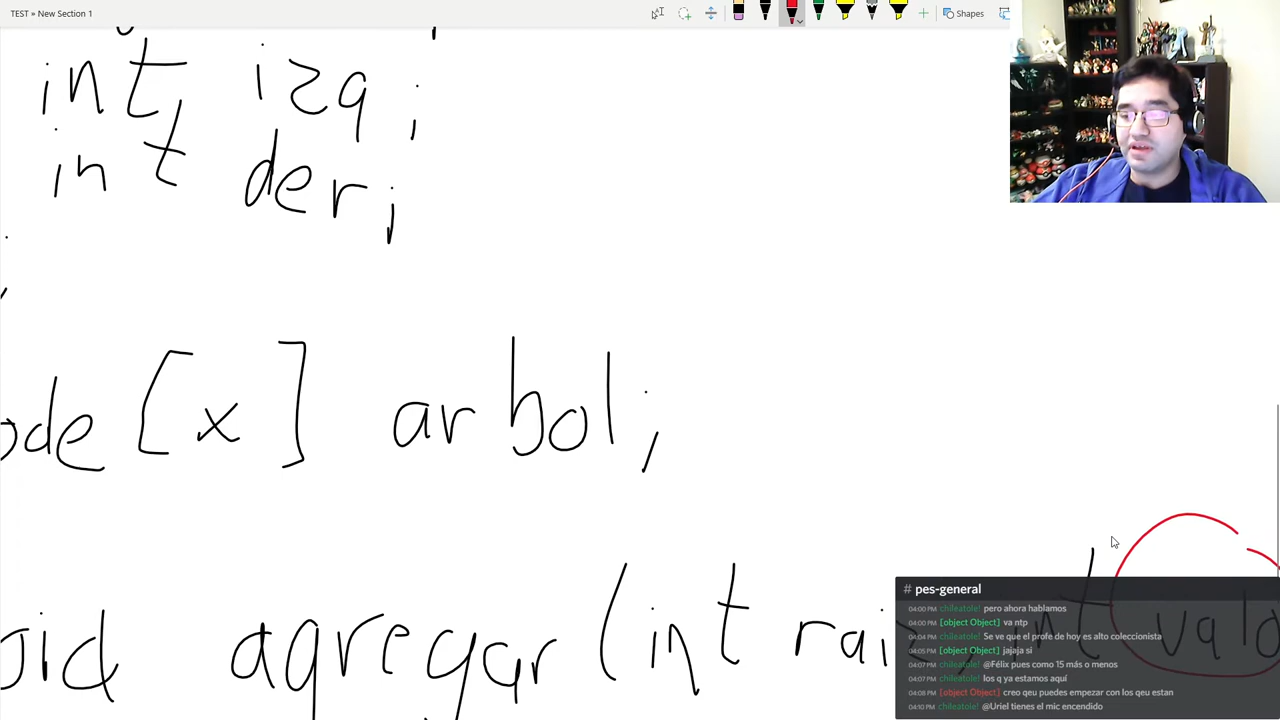 TEST » New Section 1
Shapes
int izq;
int der;
ode [x] arbol;
oid agregar (int raiz, int valo
# pes-general
04:00 PM chileatole! pero ahora hablamos
04:00 PM [object Object] va ntp
04:04 PM chileatole! Se ve que el profe de hoy es alto coleccionista
04:05 PM [object Object] jajaja si
04:07 PM chileatole! @Félix pues como 15 más o menos
04:07 PM chileatole! los q ya estamos aquí
04:08 PM [object Object] creo qeu puedes empezar con los qeu estan
04:10 PM chileatole! @Uriel tienes el mic encendido